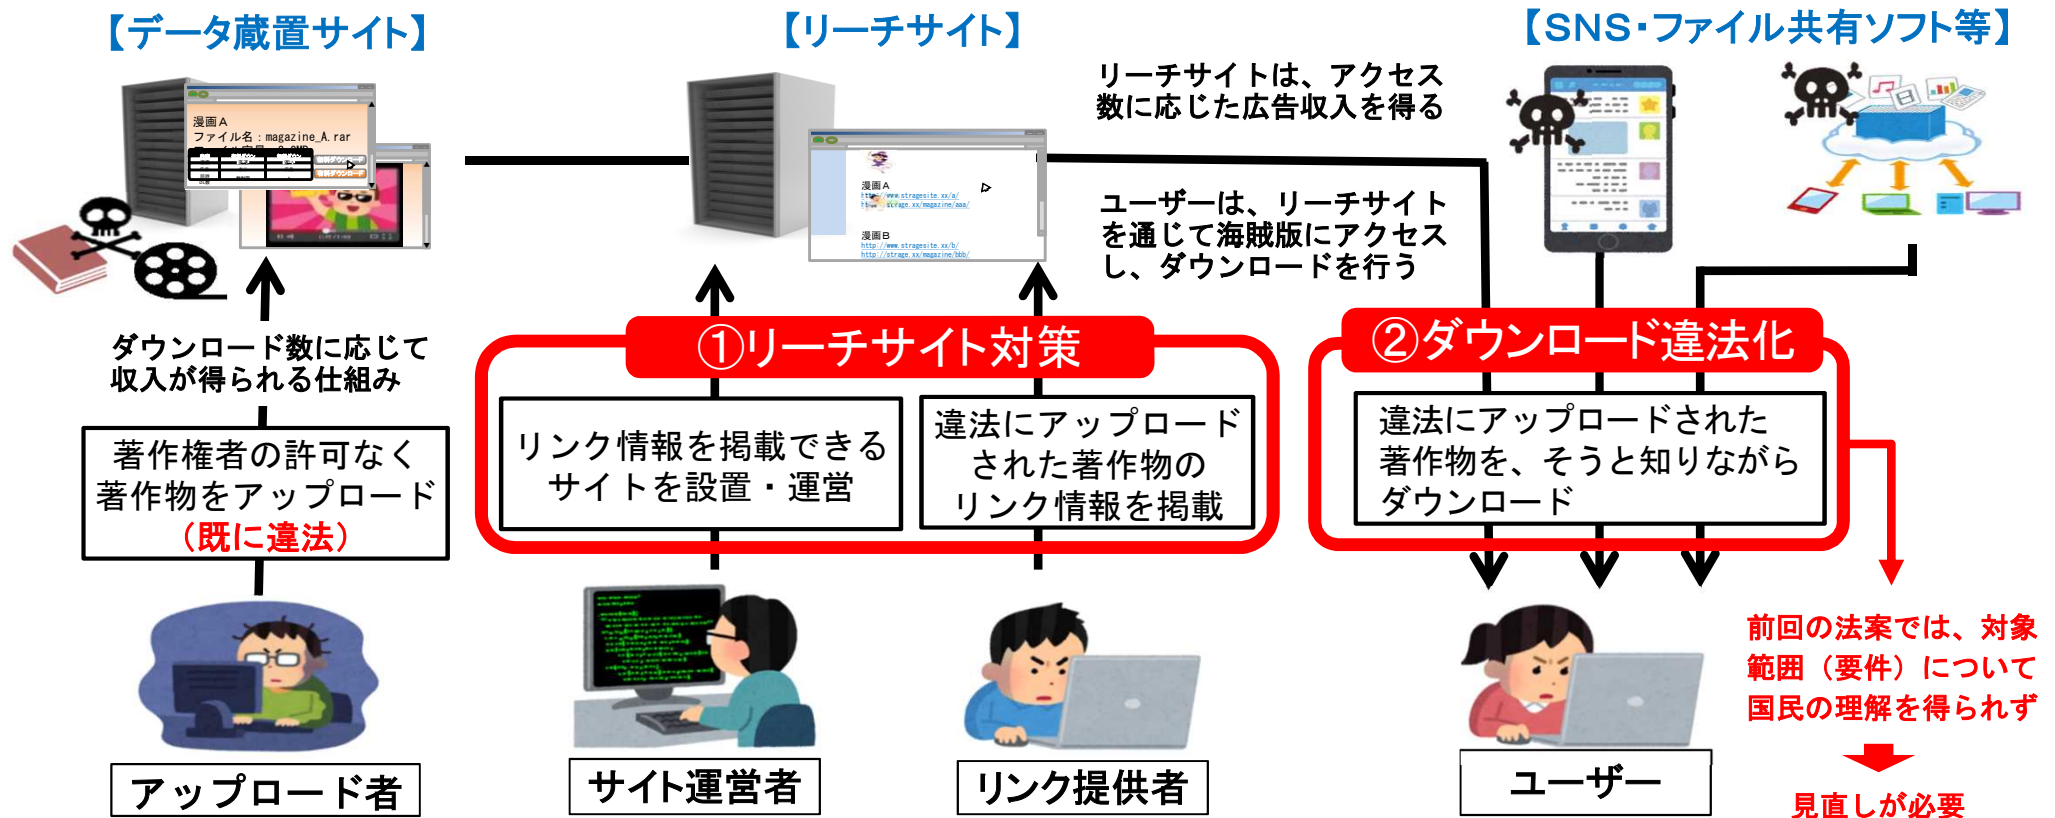 【データ蔵置サイト】
【リーチサイト】
【SNS・ファイル共有ソフト等】
漫画A
ファイル名：magazine_A.rar
漫画A
http://www.stragesite.xx/a/
漫画B
http://www.stragesite.xx/b/
http://strage.xx/magazine/bbb/
リーチサイトは、アクセス
数に応じた広告収入を得る
ユーザーは、リーチサイト
を通じて海賊版にアクセス
し、ダウンロードを行う
ダウンロード数に応じて
収入が得られる仕組み
著作権者の許可なく
著作物をアップロード
（既に違法）
①リーチサイト対策
リンク情報を掲載できる
サイトを設置・運営
違法にアップロード
された著作物の
リンク情報を掲載
②ダウンロード違法化
違法にアップロードされた
著作物を、そうと知りながら
ダウンロード
前回の法案では、対象
範囲（要件）について
国民の理解を得られず
見直しが必要
アップロード者
サイト運営者
リンク提供者
ユーザー